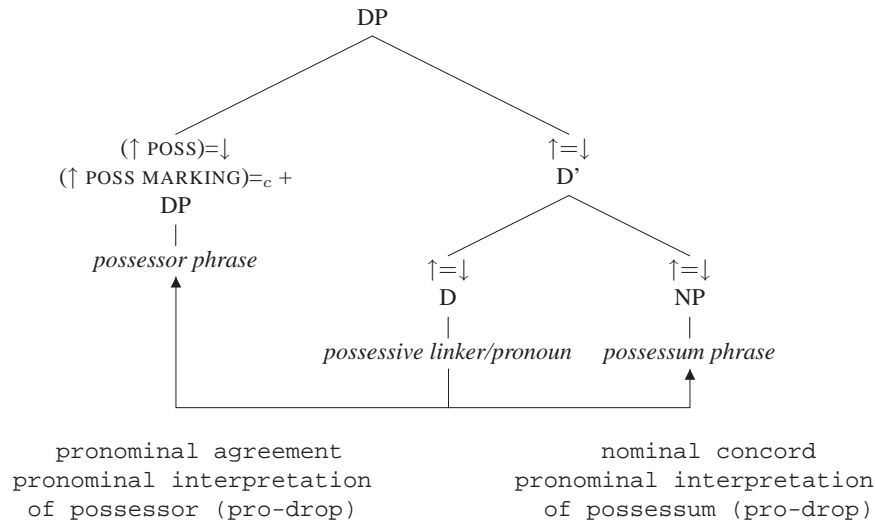 DP
(↑ POSS)=↓
(↑ POSS MARKING)=c +
DP
possessor phrase
↑=↓
D'
↑=↓
D
possessive linker/pronoun
↑=↓
NP
possessum phrase
pronominal agreement
pronominal interpretation
of possessor (pro-drop)
nominal concord
pronominal interpretation
of possessum (pro-drop)